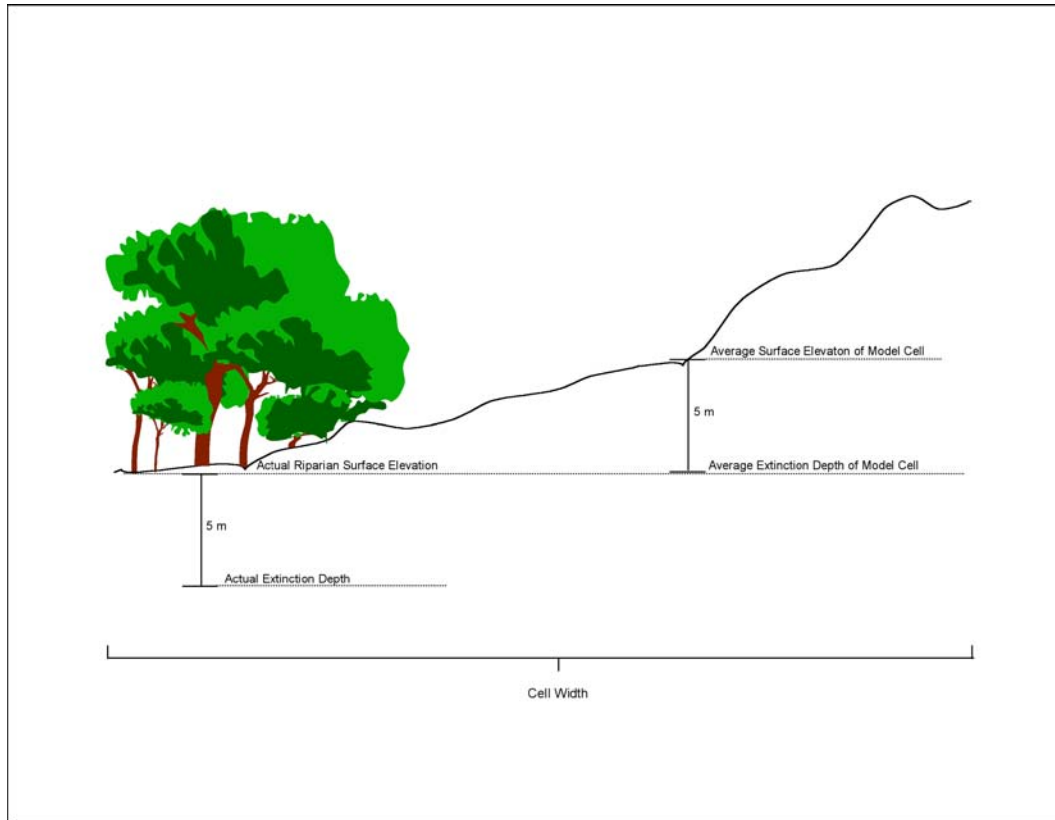 Average Surface Elevaton of Model Cell
5 m
Actual Riparian Surface Elevation
Average Extinction Depth of Model Cell
5 m
Actual Extinction Depth
Cell Width